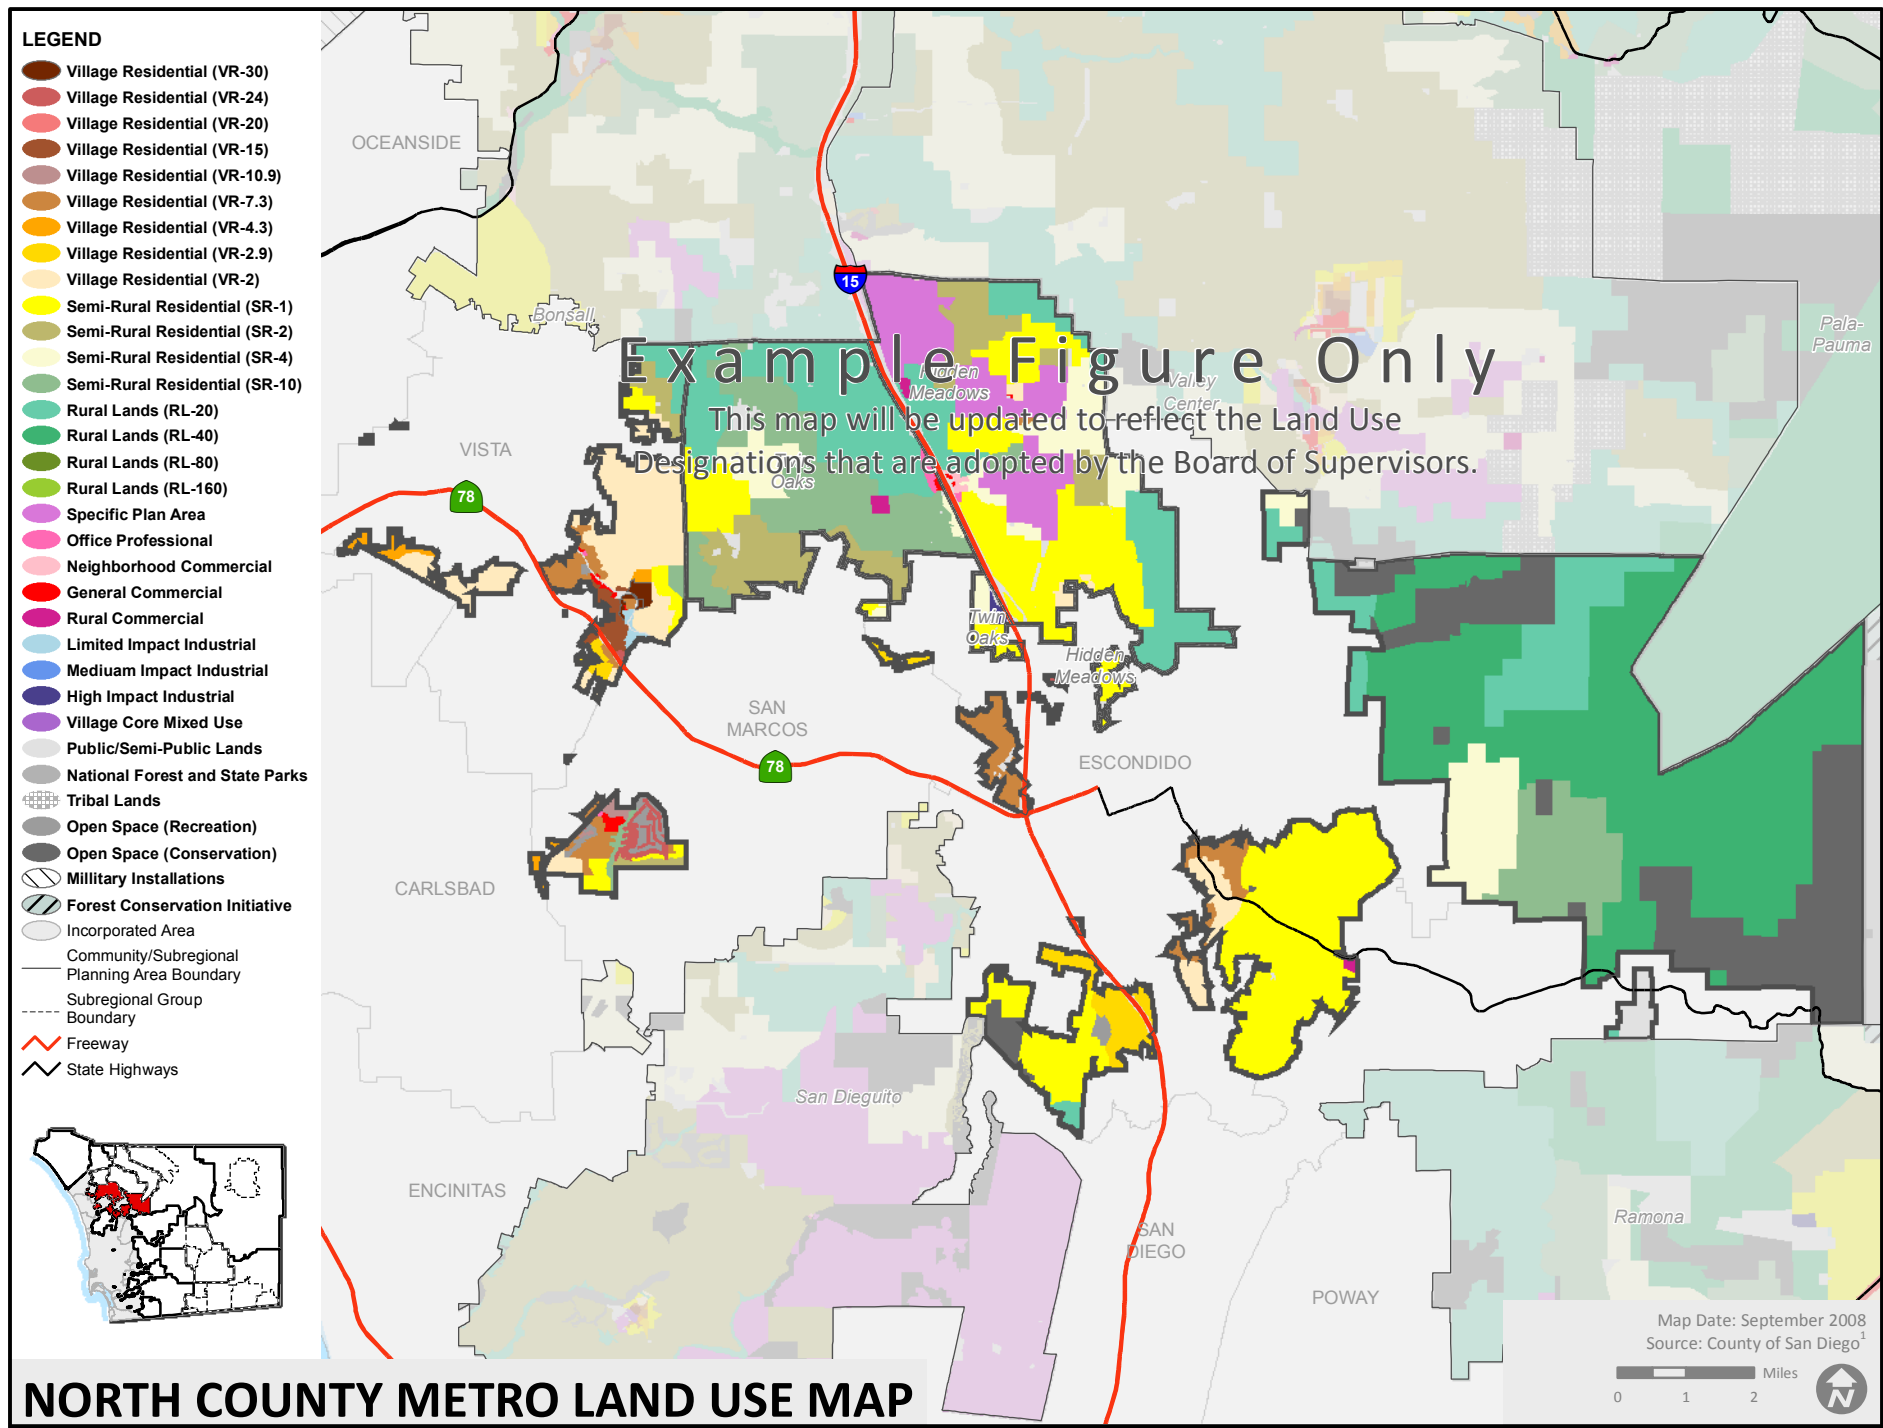 LEGEND
Village Residential (VR-30)
Village Residential (VR-24)
Village Residential (VR-20)
Village Residential (VR-15)
Village Residential (VR-10.9)
Village Residential (VR-7.3)
Village Residential (VR-4.3)
Village Residential (VR-2.9)
Village Residential (VR-2)
Semi-Rural Residential (SR-1)
Semi-Rural Residential (SR-2)
Semi-Rural Residential (SR-4)
Semi-Rural Residential (SR-10)
Rural Lands (RL-20)
Rural Lands (RL-40)
Rural Lands (RL-80)
Rural Lands (RL-160)
Specific Plan Area
Office Professional
Neighborhood Commercial
General Commercial
Rural Commercial
Limited Impact Industrial
Mediuam Impact Industrial
High Impact Industrial
Village Core Mixed Use
Public/Semi-Public Lands
National Forest and State Parks
Tribal Lands
Open Space (Recreation)
Open Space (Conservation)
Millitary Installations
Forest Conservation Initiative
Incorporated Area
Community/Subregional
Planning Area Boundary
Subregional Group
Boundary
Freeway
State Highways
OCEANSIDE
15
Bonsall
Pala-
Pauma
Example Figure Only
Hidden
Meadows
Valley
Center
This map will be updated to reflect the Land Use
Designations that are adopted by the Board of Supervisors.
VISTA
Twin
Oaks
78
Twin
Oaks
Hidden
Meadows
SAN
MARCOS
78
ESCONDIDO
CARLSBAD
San Dieguito
ENCINITAS
SAN
DIEGO
Ramona
POWAY
Map Date: September 2008
Source: County of San Diego1
Miles
0 1 2
N
NORTH COUNTY METRO LAND USE MAP